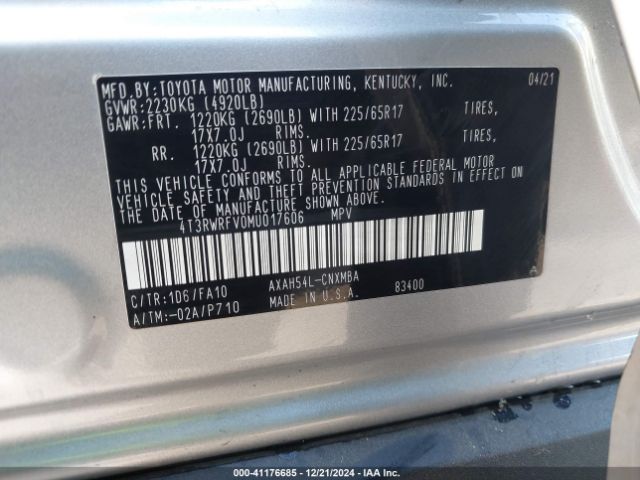 MFD.BY:TOYOTA MOTOR MANUFACTURING, KENTUCKY, INC. 04/21
GVWR:2230KG (4920LB)
GAWR:FRT. 1220KG (2690LB) WITH 225/65R17 TIRES,
17X7.0J RIMS.
RR. 1220KG (2690LB) WITH 225/65R17 TIRES,
17X7.0J RIMS.
THIS VEHICLE CONFORMS TO ALL APPLICABLE FEDERAL MOTOR
VEHICLE SAFETY AND THEFT PREVENTION STANDARDS IN EFFECT ON
THE DATE OF MANUFACTURE SHOWN ABOVE.
4T3RWRFV0MU017606 MPV
C/TR:1D6/FA10 AXAH54L-CNXMBA A
A/TM:-02A/P710 MADE IN U.S.A. 83400
000-41176685 - 12/21/2024 - IAA Inc.